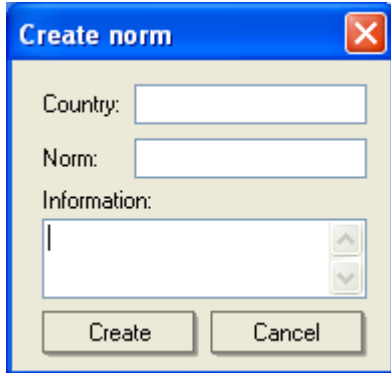 Create norm
Country:
Norm:
Information:
Create Cancel